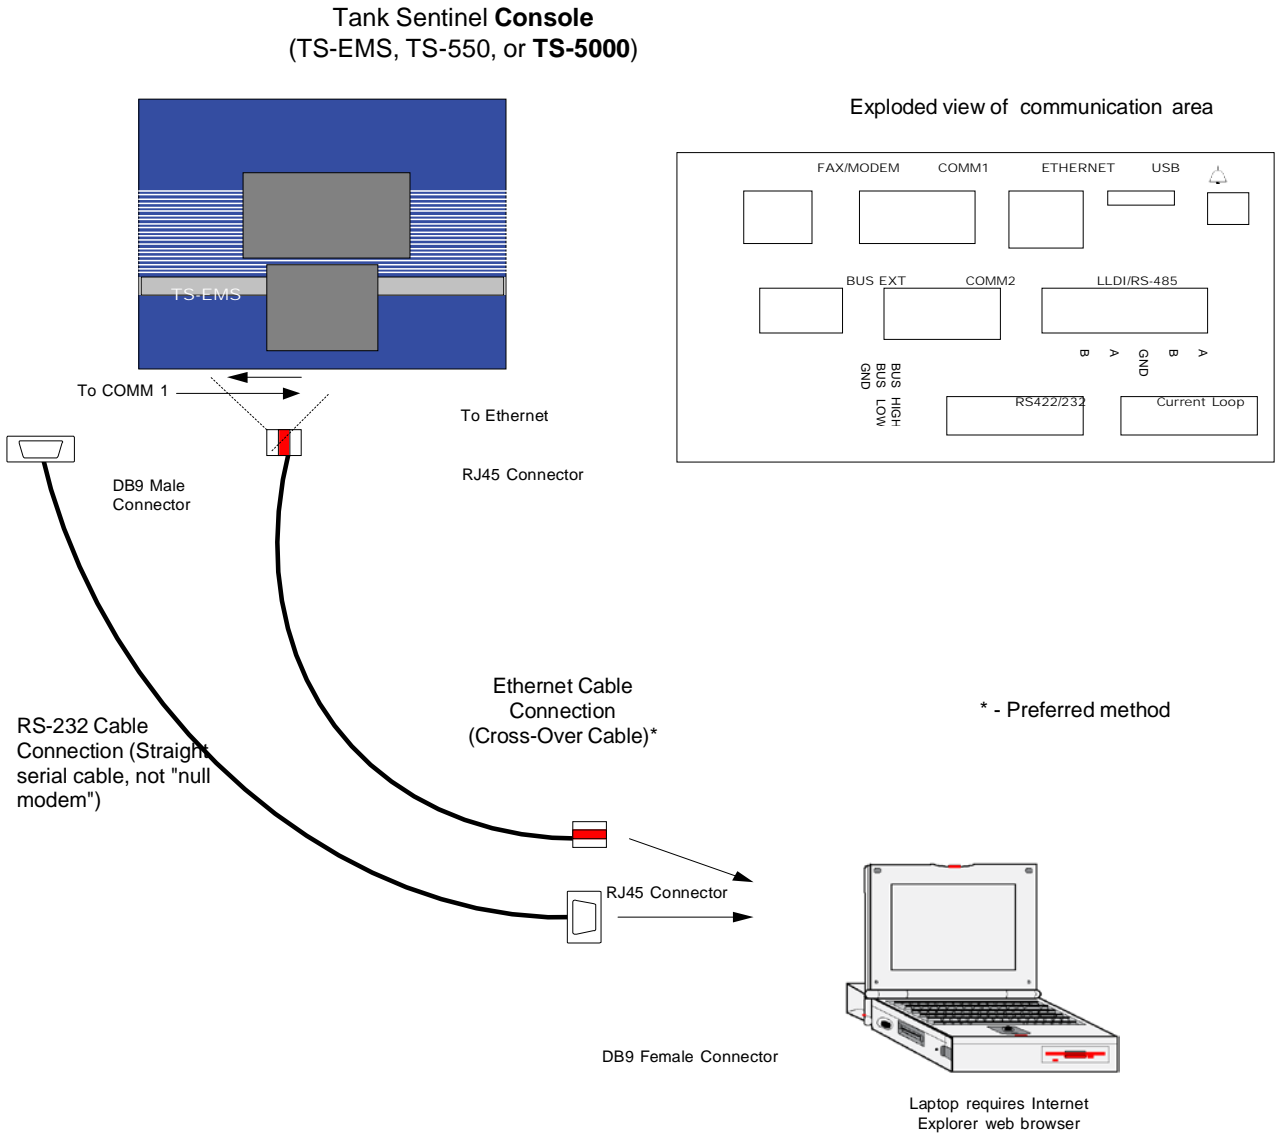 Tank Sentinel Console
(TS-EMS, TS-550, or TS-5000)
Exploded view of communication area
FAX/MODEM COMM1 ETHERNET USB
BUS EXT COMM2 LLDI/RS-485
B A GND B A
BUS HIGH
BUS LOW
GND
RS422/232 Current Loop
TS-EMS
To COMM 1
To Ethernet
RJ45 Connector
DB9 Male
Connector
Ethernet Cable
Connection
(Cross-Over Cable)*
* - Preferred method
RS-232 Cable
Connection (Straight
serial cable, not "null
modem")
RJ45 Connector
DB9 Female Connector
Laptop requires Internet
Explorer web browser